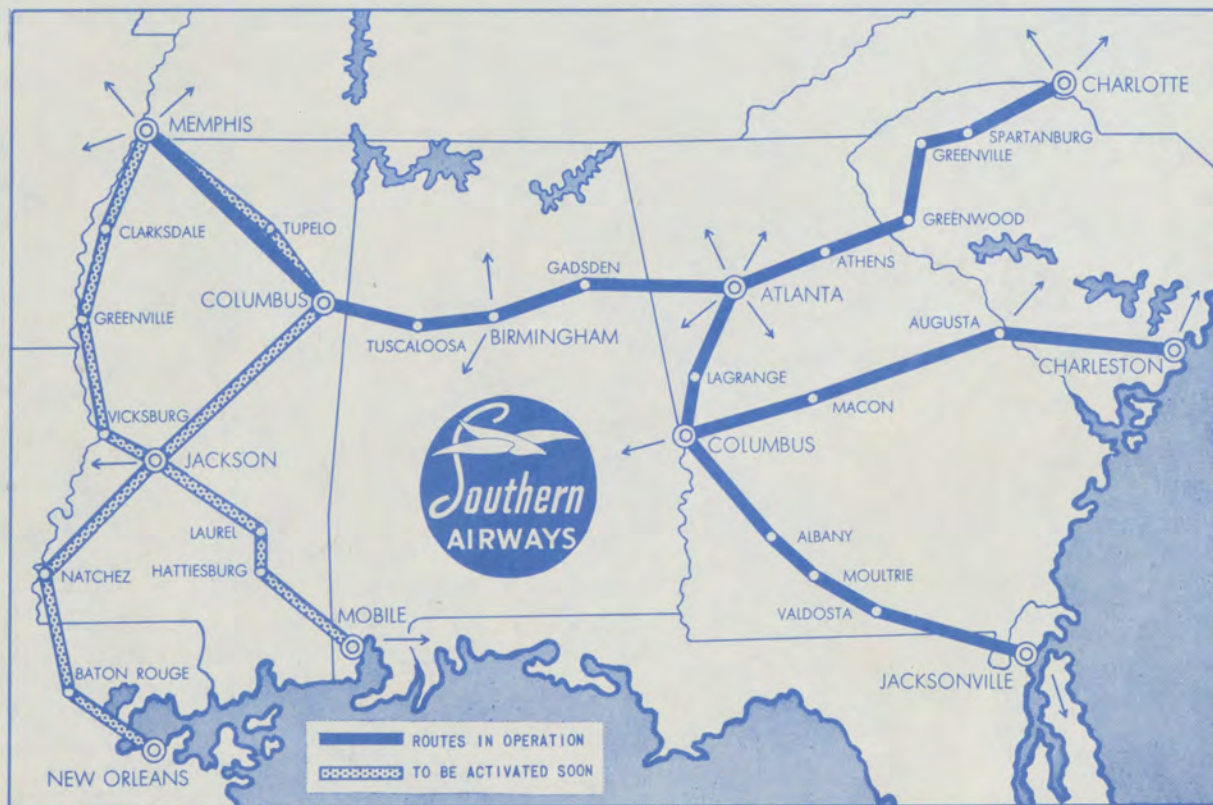 CHARLOTTE
MEMPHIS
SPARTANBURG
GREENVILLE
CLARKSDALE
TUPELO
GREENWOOD
ATHENS
GADSDEN
COLUMBUS
ATLANTA
GREENVILLE
AUGUSTA
TUSCALOOSA
BIRMINGHAM
CHARLESTON
LAGRANGE
MACON
VICKSBURG
COLUMBUS
JACKSON
Southern
AIRWAYS
LAUREL
ALBANY
HATTIESBURG
NATCHEZ
MOULTRIE
MOBILE
VALDOSTA
JACKSONVILLE
BATON ROUGE
ROUTES IN OPERATION
TO BE ACTIVATED SOON
NEW ORLEANS